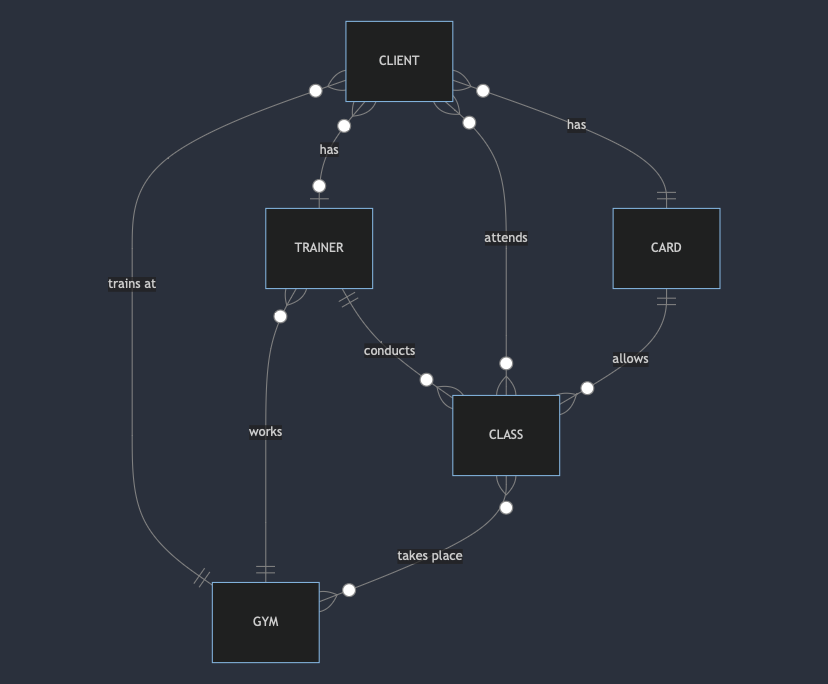 CLIENT
has
has
TRAINER
attends
CARD
trains at
conducts
allows
works
CLASS
takes place
GYM